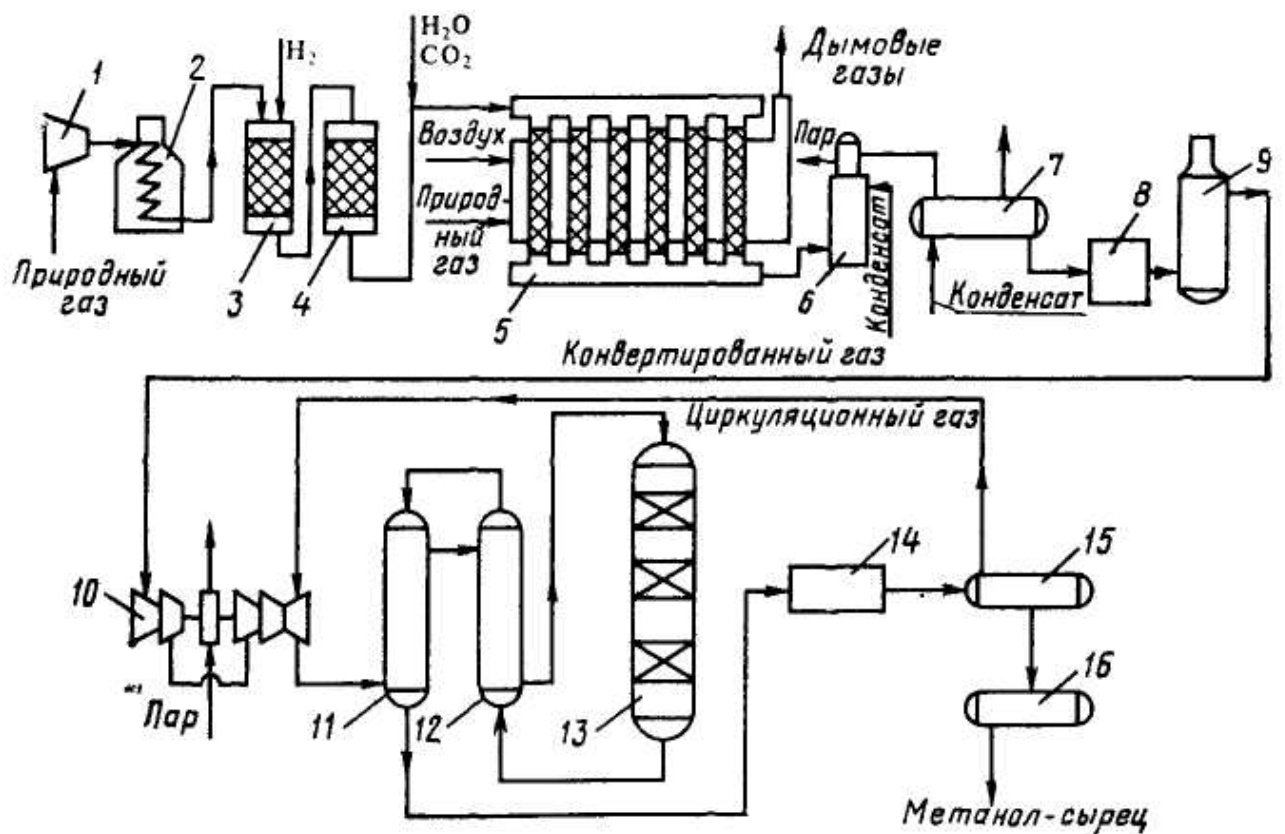 H₂O
CO₂
Дымовые
газы
1
2
H₂
Воздух
Пар
7
9
Природ-
ный
газ
8
Природный
газ
3
4
5
6
Конденсат
Конденсат
Конвертированный газ
Циркуляционный газ
10
14
15
16
Пар
11
12
13
Метанол-сырец